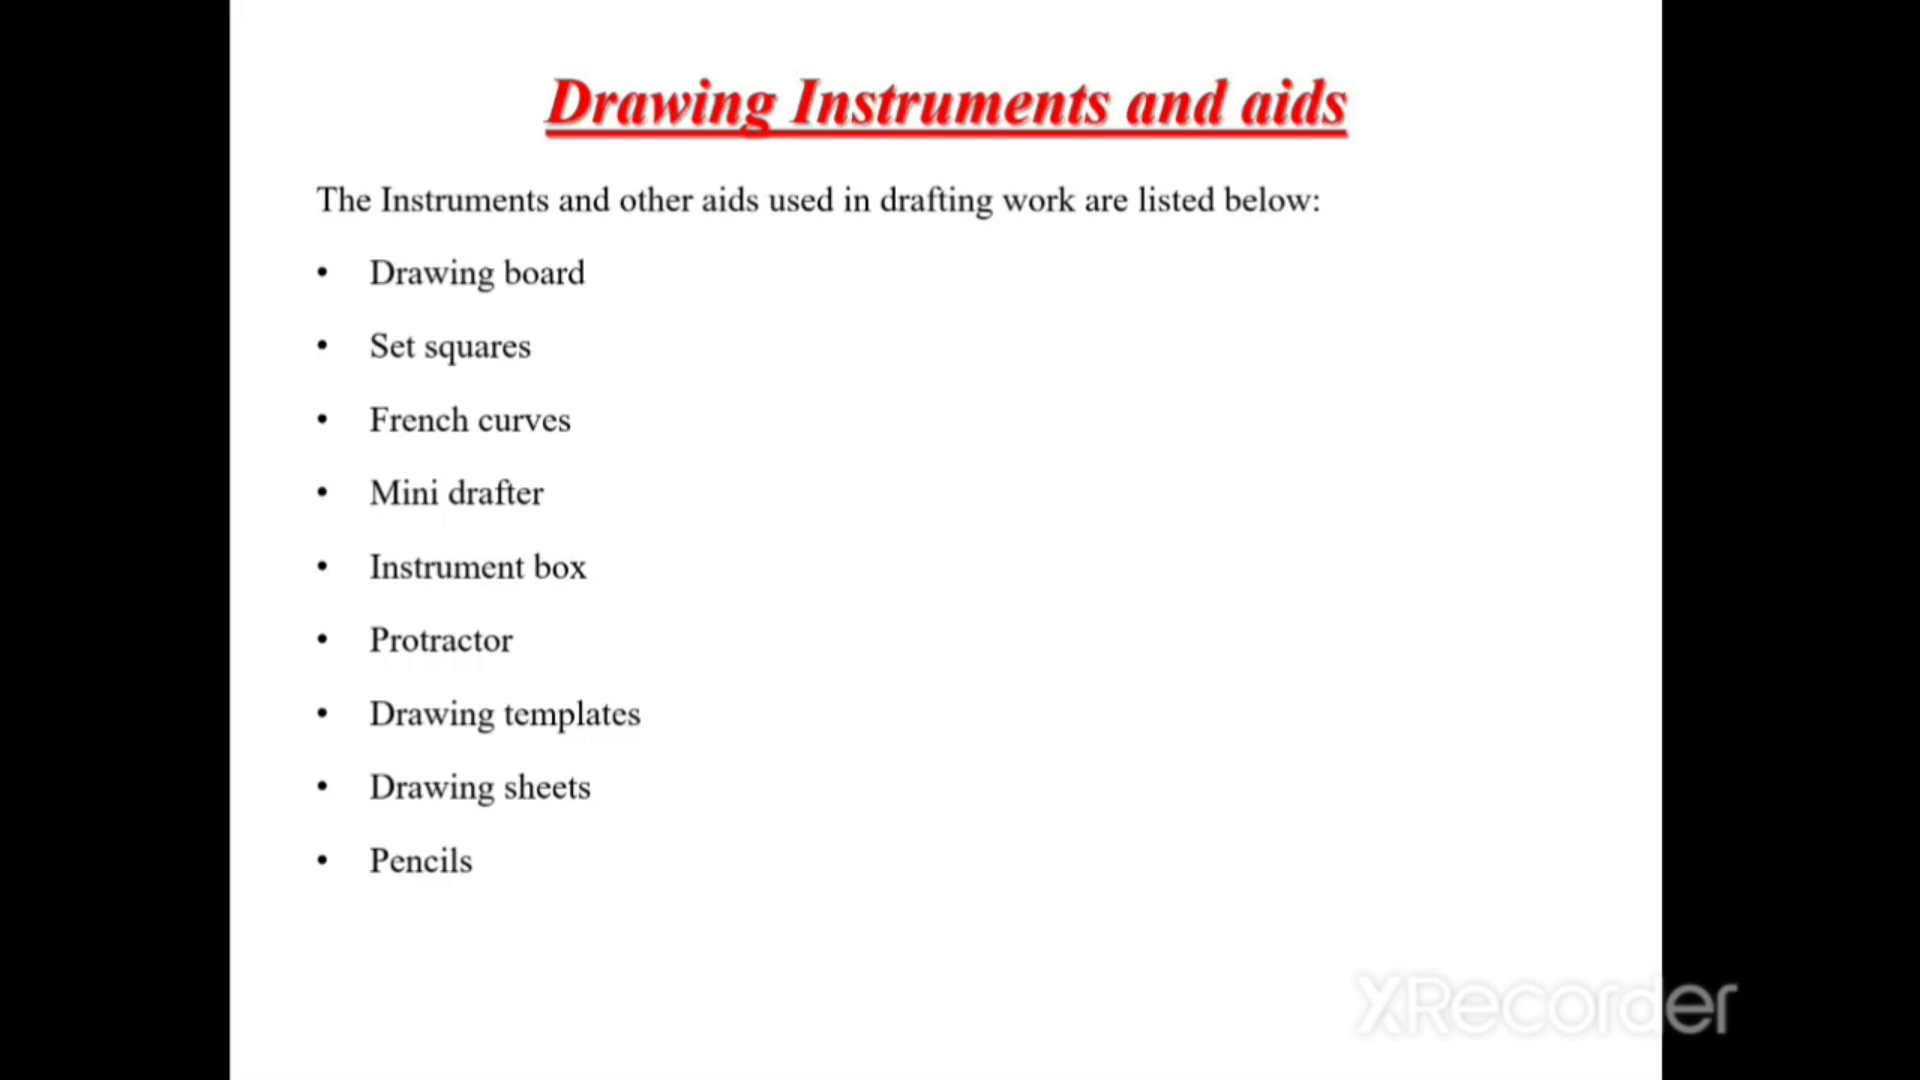 Drawing Instruments and aids
The Instruments and other aids used in drafting work are listed below:
• Drawing board
• Set squares
• French curves
• Mini drafter
• Instrument box
• Protractor
• Drawing templates
• Drawing sheets
• Pencils
XRecorder